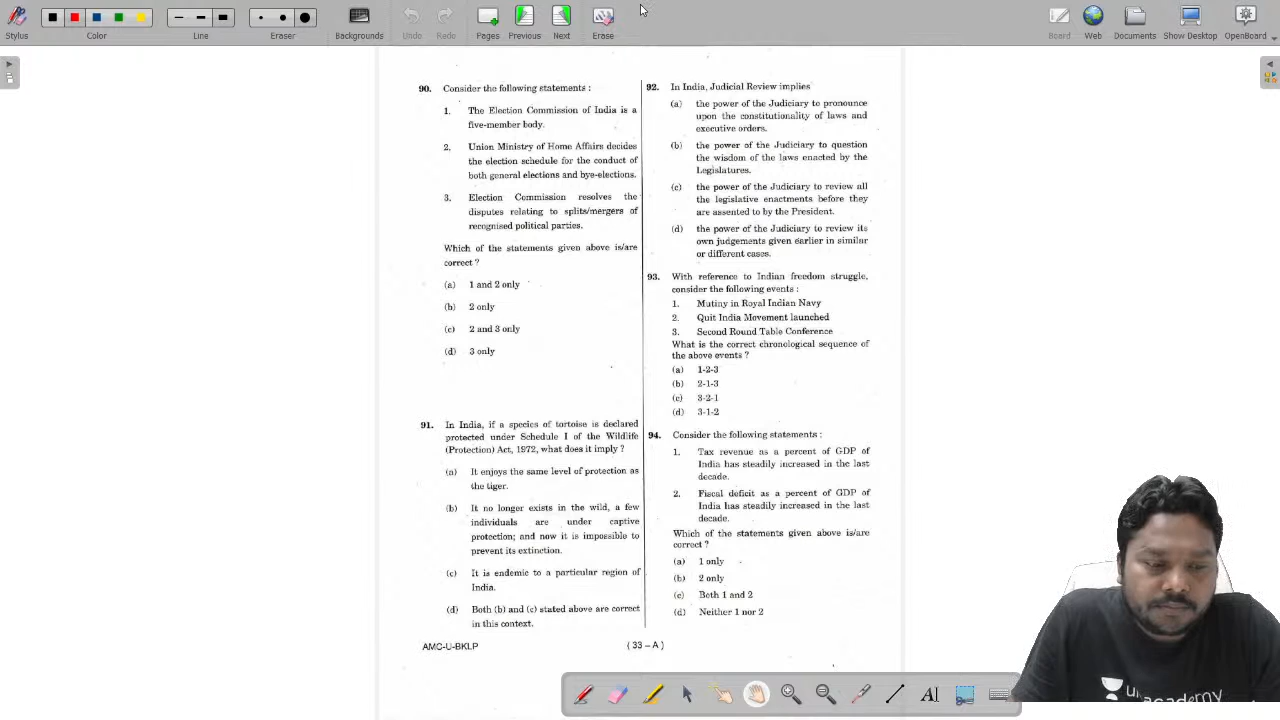 Stylus
Color
Line
Eraser
Backgrounds
Undo
Redo
Pages
Previous
Next
Erase
Board
Web
Documents
Show Desktop
OpenBoard
90. Consider the following statements :
1. The Election Commission of India is a
five-member body.
2. Union Ministry of Home Affairs decides
the election schedule for the conduct of
both general elections and bye-elections.
3. Election Commission resolves the
disputes relating to splits/mergers of
recognised political parties.
Which of the statements given above is/are
correct ?
(a) 1 and 2 only
(b) 2 only
(c) 2 and 3 only
(d) 3 only
91. In India, if a species of tortoise is declared
protected under Schedule I of the Wildlife
(Protection) Act, 1972, what does it imply ?
(a) It enjoys the same level of protection as
the tiger.
(b) It no longer exists in the wild, a few
individuals are under captive
protection; and now it is impossible to
prevent its extinction.
(c) It is endemic to a particular region of
India.
(d) Both (b) and (c) stated above are correct
in this context.
92. In India, Judicial Review implies
(a) the power of the Judiciary to pronounce
upon the constitutionality of laws and
executive orders.
(b) the power of the Judiciary to question
the wisdom of the laws enacted by the
Legislatures.
(c) the power of the Judiciary to review all
the legislative enactments before they
are assented to by the President.
(d) the power of the Judiciary to review its
own judgements given earlier in similar
or different cases.
93. With reference to Indian freedom struggle,
consider the following events :
1. Mutiny in Royal Indian Navy
2. Quit India Movement launched
3. Second Round Table Conference
What is the correct chronological sequence of
the above events ?
(a) 1-2-3
(b) 2-1-3
(c) 3-2-1
(d) 3-1-2
94. Consider the following statements :
1. Tax revenue as a percent of GDP of
India has steadily increased in the last
decade.
2. Fiscal deficit as a percent of GDP of
India has steadily increased in the last
decade.
Which of the statements given above is/are
correct ?
(a) 1 only
(b) 2 only
(c) Both 1 and 2
(d) Neither 1 nor 2
AMC-U-BKLP
( 33 – A )